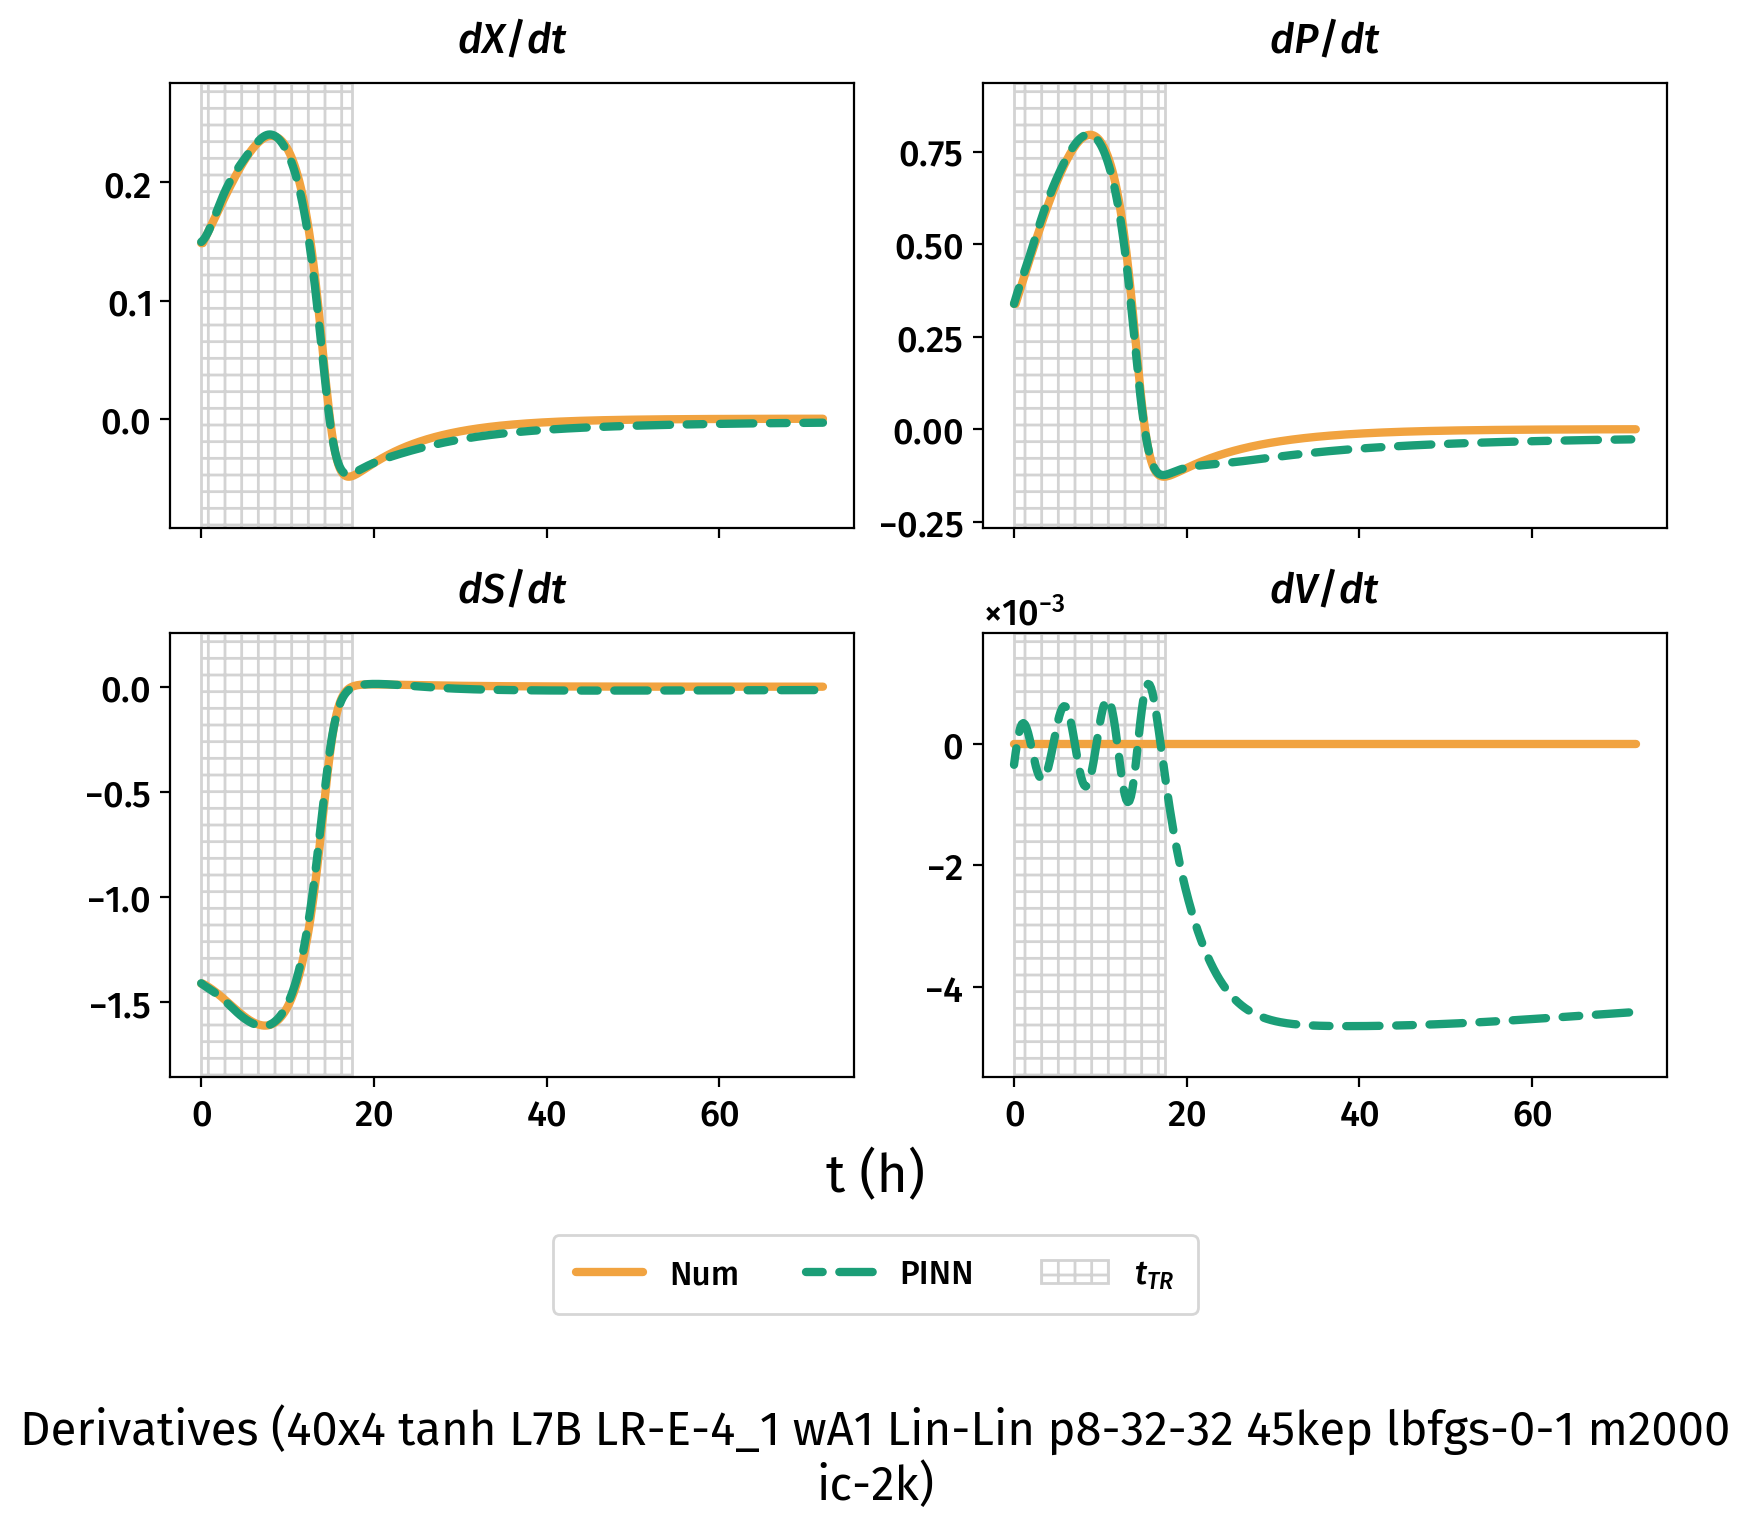 dX/dt
dP/dt
0.2
0.1
0.0
0.75
0.50
0.25
0.00
−0.25
dS/dt
dV/dt
×10⁻³
0.0
−0.5
−1.0
−1.5
0
−2
−4
0 20 40 60
0 20 40 60
t (h)
Num PINN t_TR
Derivatives (40x4 tanh L7B LR-E-4_1 wA1 Lin-Lin p8-32-32 45kep lbfgs-0-1 m2000
ic-2k)